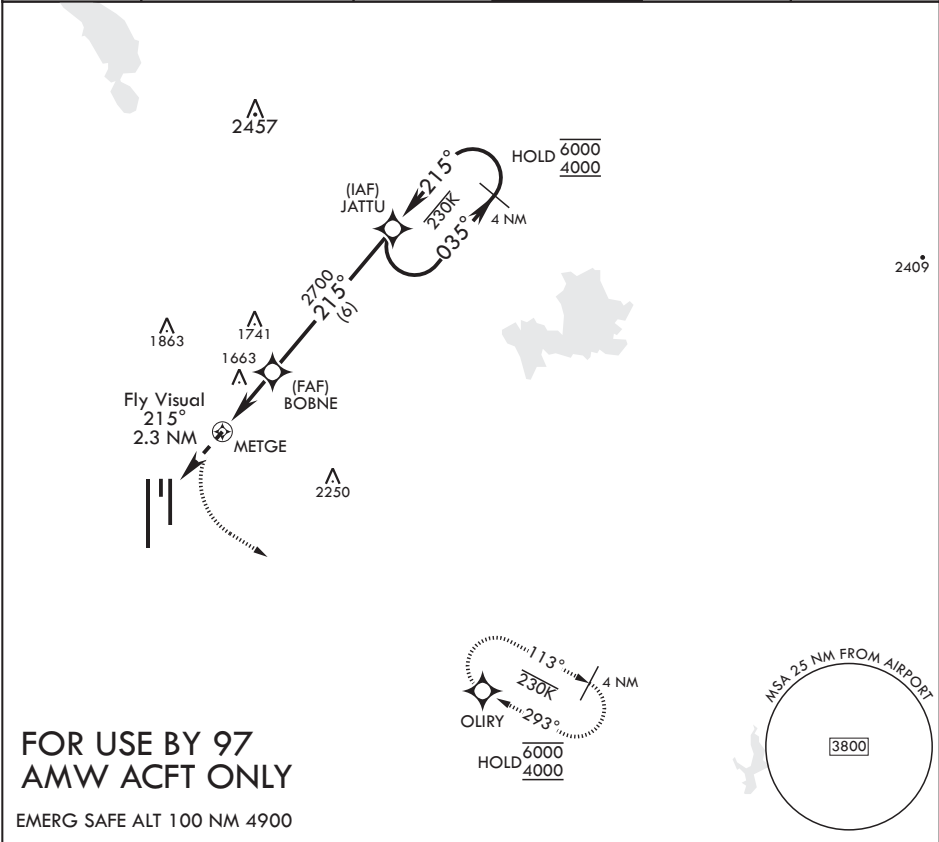 2457
HOLD 6000
4000
215°
(IAF)
JATTU
230K
4 NM
035°
2409
2700
215°
(6)
1863
1741
1663
(FAF)
BOBNE
Fly Visual
215°
2.3 NM
METGE
2250
113°
4 NM
230K
OLIRY
293°
HOLD 6000
4000
MSA 25 NM FROM AIRPORT
3800
FOR USE BY 97
AMW ACFT ONLY
EMERG SAFE ALT 100 NM 4900